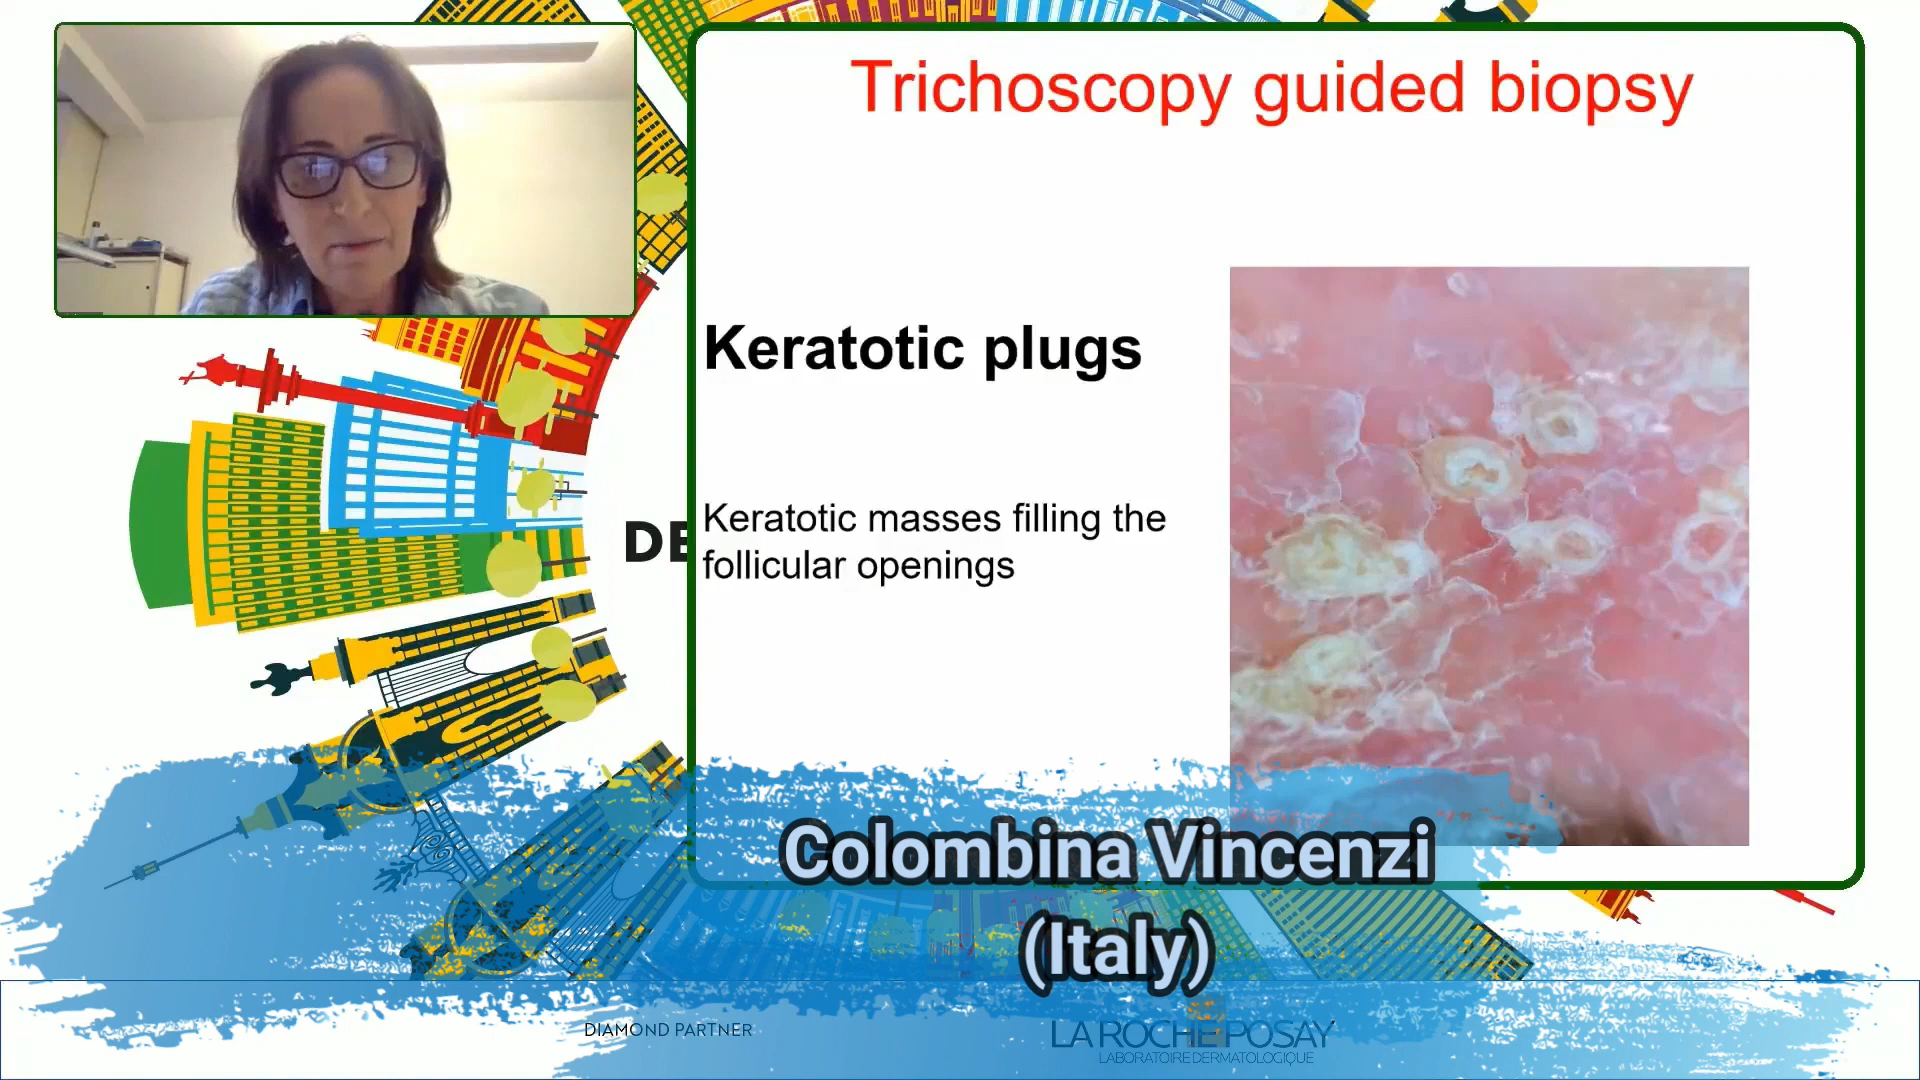 Trichoscopy guided biopsy
Keratotic plugs
Keratotic masses filling the
follicular openings
DE
Colombina Vincenzi
(Italy)
DIAMOND PARTNER
LA ROCHE POSAY
LABORATOIRE DERMATOLOGIQUE